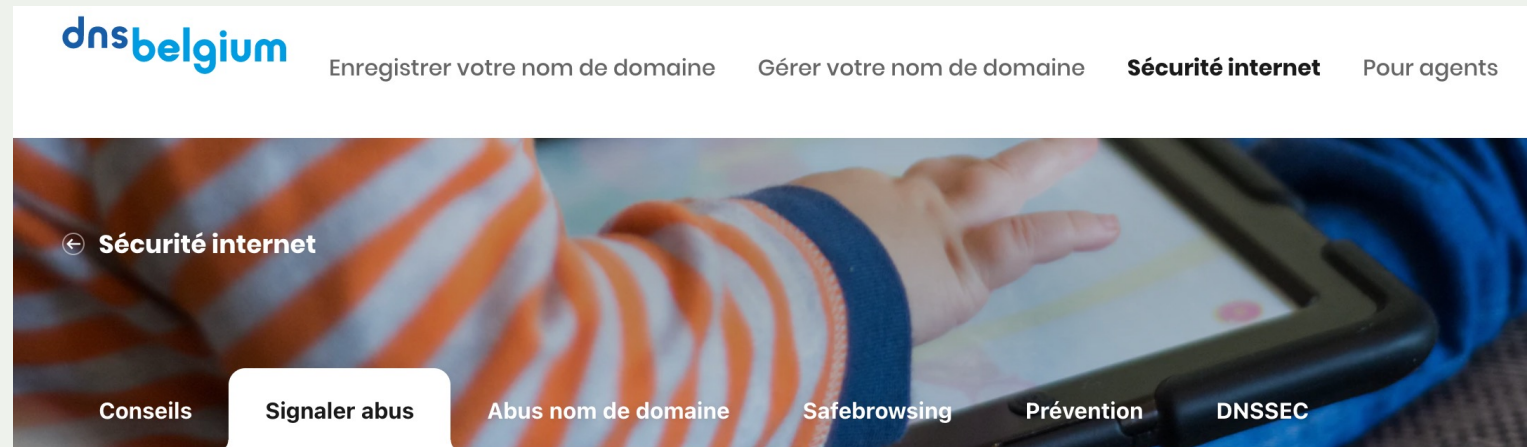 dnsbelgium
Enregistrer votre nom de domaine Gérer votre nom de domaine Sécurité internet Pour agents
Sécurité internet
Conseils Signaler abus Abus nom de domaine Safebrowsing Prévention DNSSEC